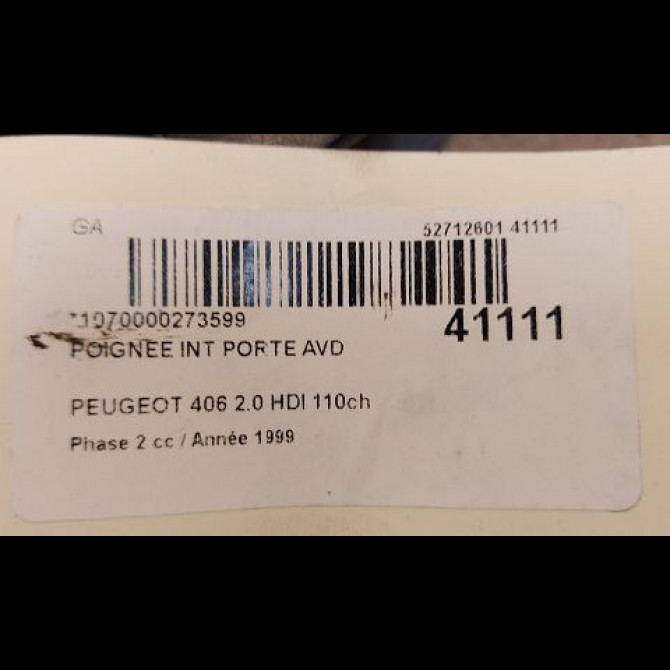 GA 52712601 41111
*1070000273599 41111
POIGNEE INT PORTE AVD
PEUGEOT 406 2.0 HDI 110ch
Phase 2 cc / Année 1999